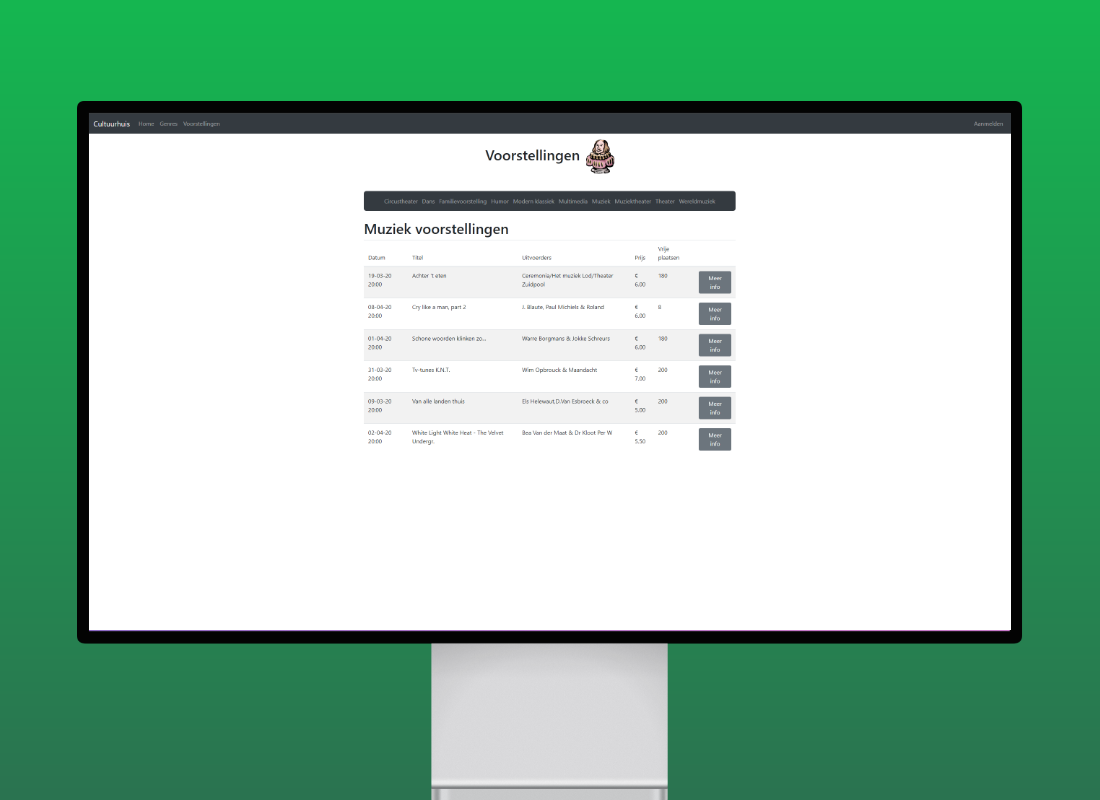 Cultuurhuis Home Genres Voorstellingen Aanmelden
Voorstellingen
Circustheater Dans Familievoorstelling Humor Modern klassiek Multimedia Muziek Muziektheater Theater Wereldmuziek
Muziek voorstellingen
Datum Titel Uitvoerders Prijs Vrije plaatsen
19-03-20 20:00 Achter 't eten Ceremonia/Het muziek Lod/Theater Zuidpool € 6.00 180 Meer info
08-04-20 20:00 Cry like a man, part 2 J. Blaute, Paul Michiels & Roland € 6.00 8 Meer info
01-04-20 20:00 Schone woorden klinken zo... Warre Borgmans & Jokke Schreurs € 6.00 180 Meer info
20:00 Tv-tunes K.N.T. Wim Opbrouck & Maandacht € 7.00 200 Meer info
09-03-20 20:00 Van alle landen thuis Els Helewaut,D.Van Esbroeck & co € 5.00 200 Meer info
02-04-20 20:00 White Light White Heat - The Velvet Undergr. Bea Van der Maat & Dr Kloot Per W € 5.50 200 Meer info